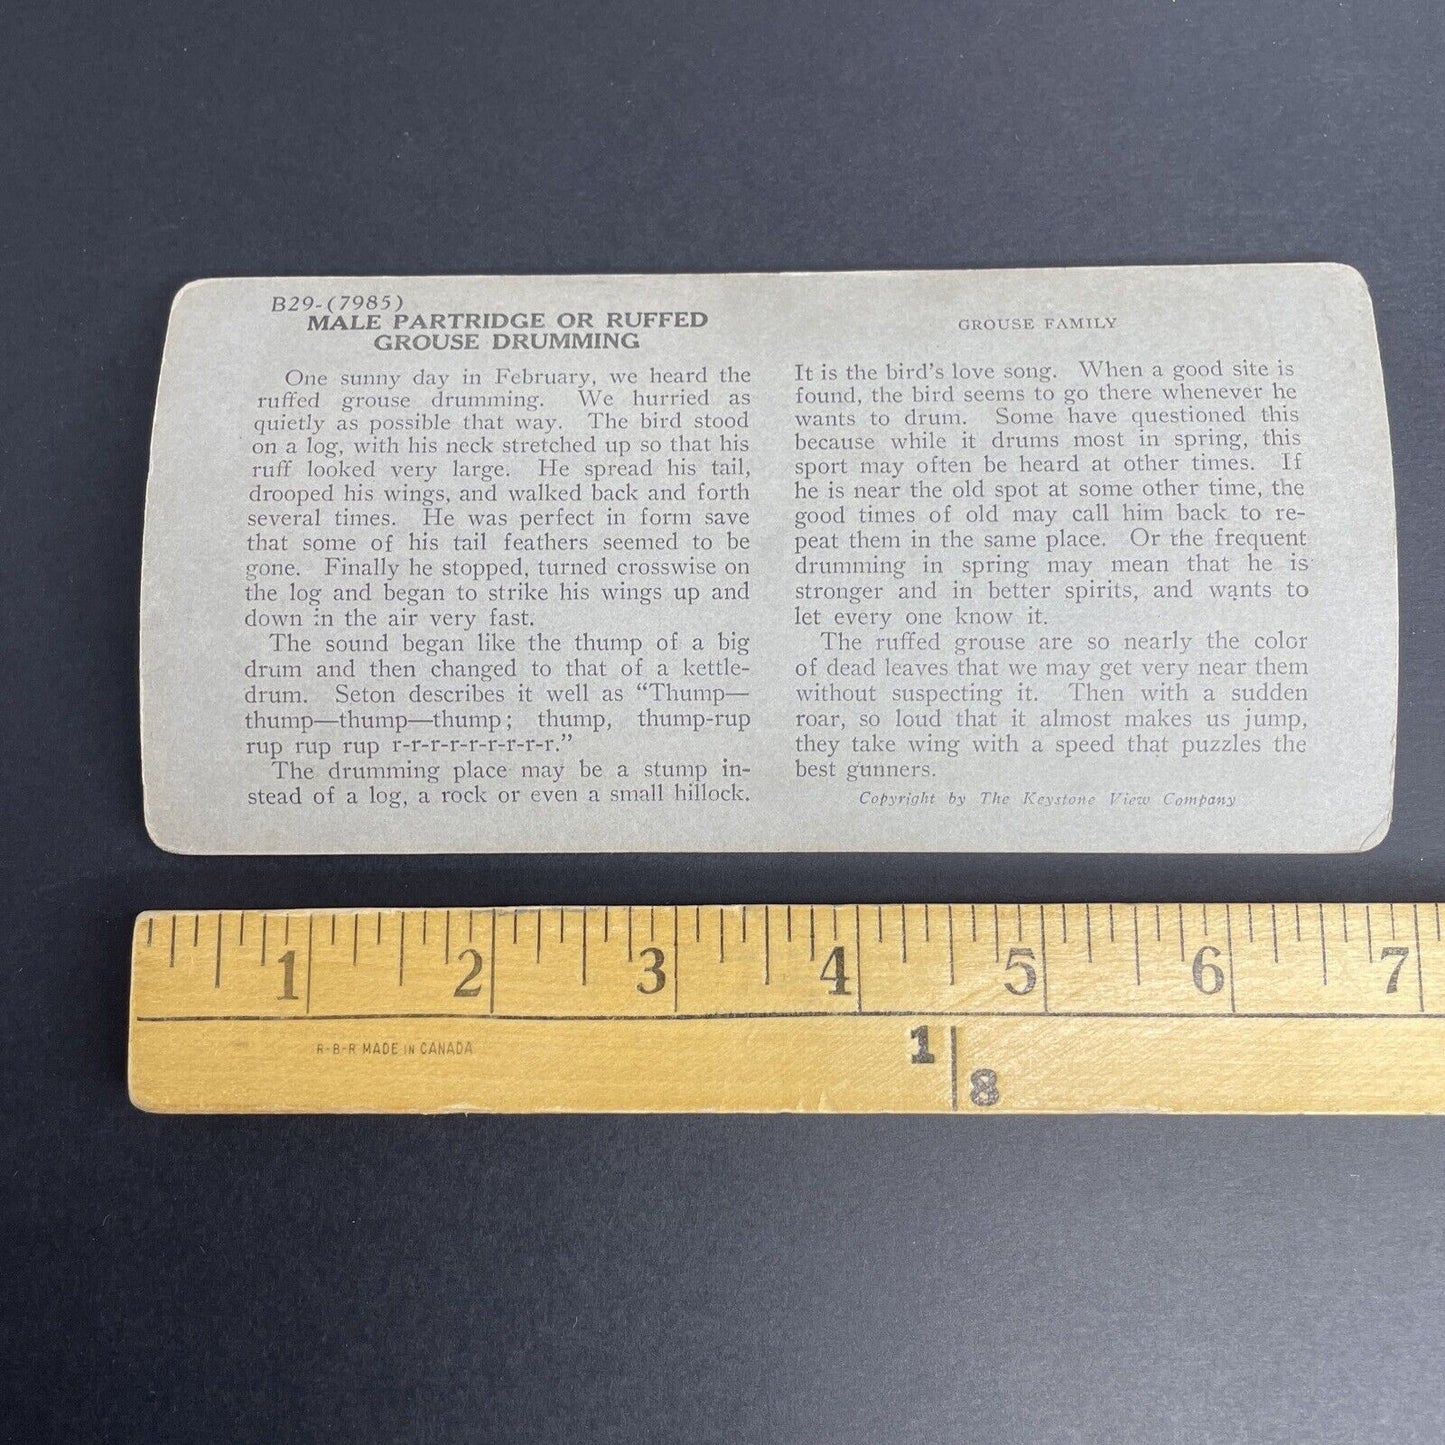 B29-(7985)
MALE PARTRIDGE OR RUFFED
GROUSE DRUMMING
One sunny day in February, we heard the
ruffed grouse drumming. We hurried as
quietly as possible that way. The bird stood
on a log, with his neck stretched up so that his
ruff looked very large. He spread his tail,
drooped his wings, and walked back and forth
several times. He was perfect in form save
that some of his tail feathers seemed to be
gone. Finally he stopped, turned crosswise on
the log and began to strike his wings up and
down in the air very fast.
The sound began like the thump of a big
drum and then changed to that of a kettle-
drum. Seton describes it well as “Thump—
thump—thump—thump; thump, thump-rup
rup rup rup r-r-r-r-r-r-r-r-r.”
The drumming place may be a stump in-
stead of a log, a rock or even a small hillock.
GROUSE FAMILY
It is the bird's love song. When a good site is
found, the bird seems to go there whenever he
wants to drum. Some have questioned this
because while it drums most in spring, this
sport may often be heard at other times. If
he is near the old spot at some other time, the
good times of old may call him back to re-
peat them in the same place. Or the frequent
drumming in spring may mean that he is
stronger and in better spirits, and wants to
let every one know it.
The ruffed grouse are so nearly the color
of dead leaves that we may get very near them
without suspecting it. Then with a sudden
roar, so loud that it almost makes us jump,
they take wing with a speed that puzzles the
best gunners.
Copyright by The Keystone View Company
1 2 3 4 5 6 7
R-B-R MADE IN CANADA
1 8